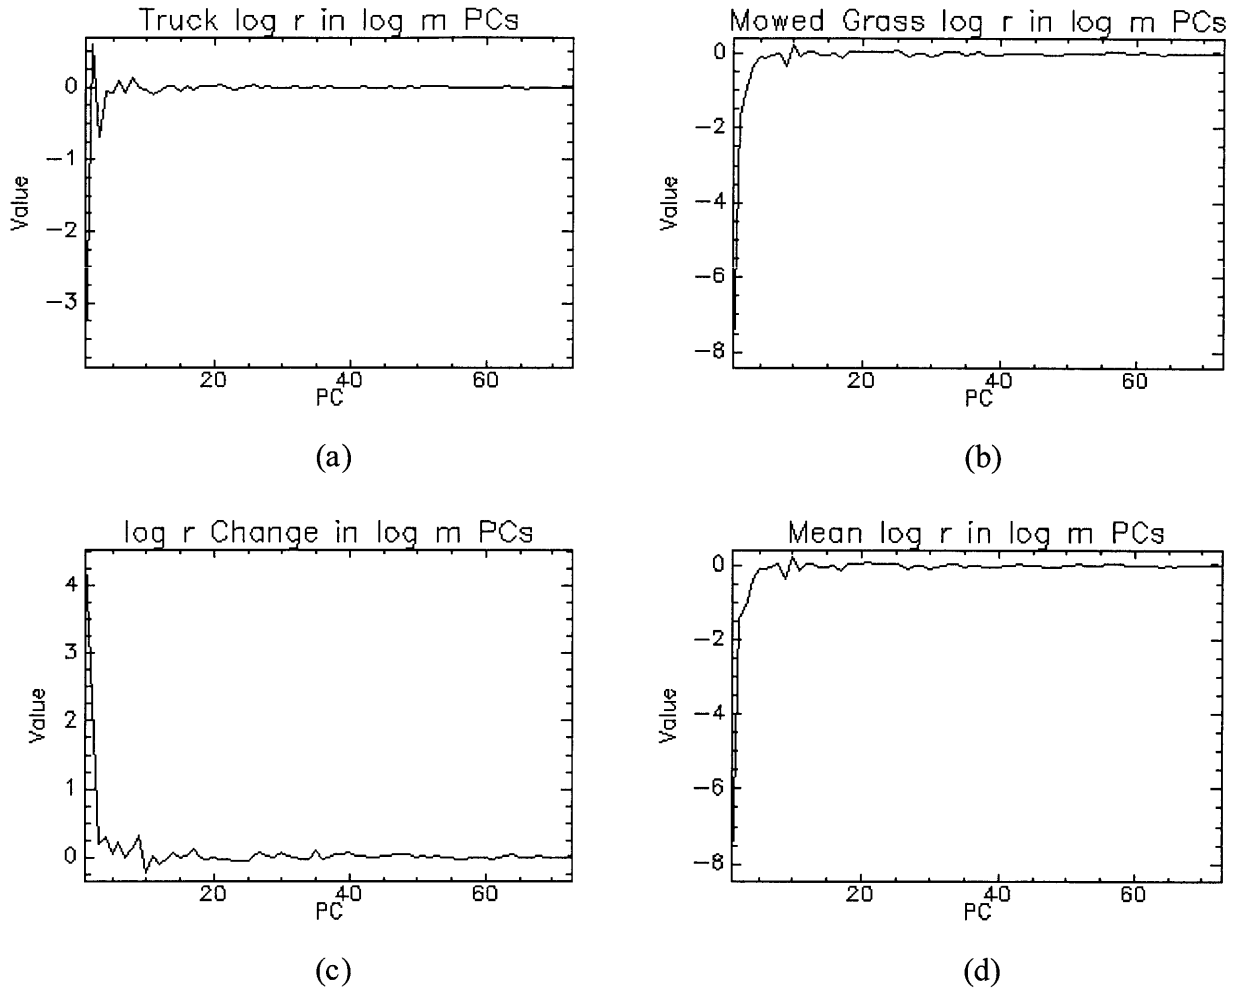 Truck log r in log m PCs
0
−1
−2
−3
Value
20
40
60
PC
(a)
Mowed Grass log r in log m PCs
0
−2
−4
−6
−8
Value
20
40
60
PC
(b)
log r Change in log m PCs
4
3
2
1
0
Value
20
40
60
PC
(c)
Mean log r in log m PCs
0
−2
−4
−6
−8
Value
20
40
60
PC
(d)